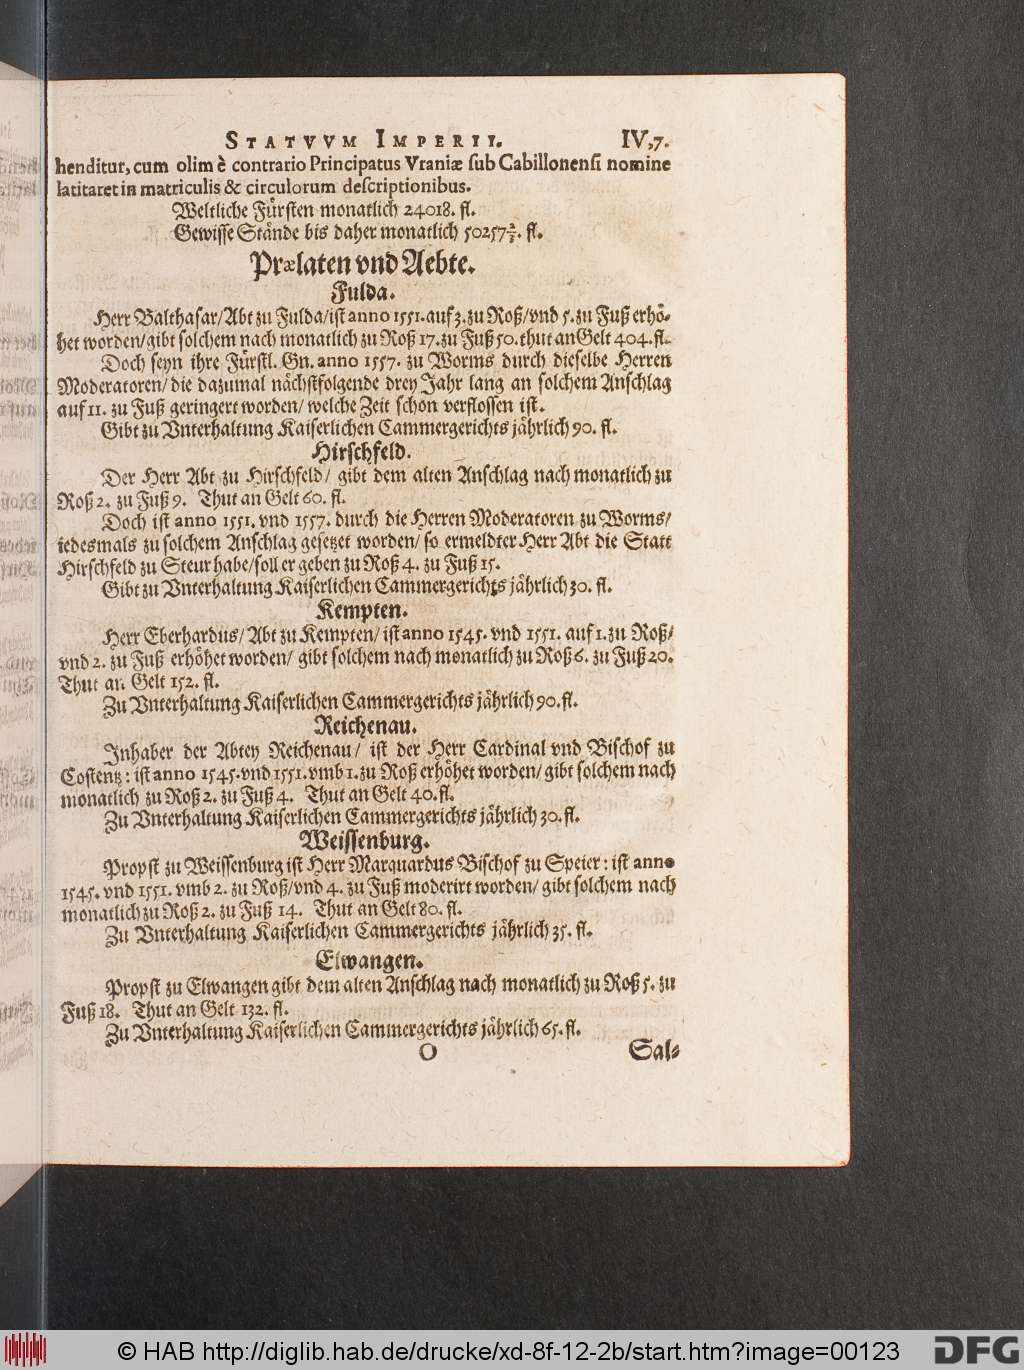 STATVVM IMPERII. IV,7.
henditur, cum olim è contrario Principatus Vraniæ sub Cabillonensi nomine
latitaret in matriculis & circulorum descriptionibus.
Weltliche Fürsten monatlich 24018. fl.
Gewisse Stände bis daher monatlich 50257⅔. fl.
Prælaten vnd Aebte.
Fulda.
Herr Balthasar/Abt zu Fulda/ist anno 1551. auf 3. zu Roß/vnd 5. zu Fuß erhö-
het worden/gibt solchem nach monatlich zu Roß 17. zu Fuß 50. thut an Gelt 404. fl.
Doch seyn ihre Fürstl. Gn. anno 1557. zu Worms durch dieselbe Herren
Moderatoren/die dazumal nächstfolgende drey Jahr lang an solchem Anschlag
auf 11. zu Fuß geringert worden/ welche Zeit schon verflossen ist.
Gibt zu Vnterhaltung Kaiserlichen Cammergerichts jährlich 90. fl.
Hirschfeld.
Der Herr Abt zu Hirschfeld/ gibt dem alten Anschlag nach monatlich zu
Roß 2. zu Fuß 9. Thut an Gelt 60. fl.
Doch ist anno 1551. vnd 1557. durch die Herren Moderatoren zu Worms/
iedesmals zu solchem Anschlag gesetzet worden/ so ermeldter Herr Abt die Statt
Hirschfeld zu Steur habe/soll er geben zu Roß 4. zu Fuß 15.
Gibt zu Vnterhaltung Kaiserlichen Cammergerichts jährlich 30. fl.
Kempten.
Herr Eberhardus/ Abt zu Kempten/ ist anno 1545. vnd 1551. auf 1. zu Roß/
vnd 2. zu Fuß erhöhet worden/ gibt solchem nach monatlich zu Roß 6. zu Fuß 20.
Thut an Gelt 152. fl.
Zu Vnterhaltung Kaiserlichen Cammergerichts jährlich 90. fl.
Reichenau.
Inhaber der Abtey Reichenau/ ist der Herr Cardinal vnd Bischof zu
Costentz: ist anno 1545. vnd 1551. vmb 1. zu Roß erhöhet worden/ gibt solchem nach
monatlich zu Roß 2. zu Fuß 4. Thut an Gelt 40. fl.
Zu Vnterhaltung Kaiserlichen Cammergerichts jährlich 30. fl.
Weissenburg.
Propst zu Weissenburg ist Herr Marquardus Bischof zu Speier: ist anno
1545. vnd 1551. vmb 2. zu Roß/vnd 4. zu Fuß moderirt worden/ gibt solchem nach
monatlich zu Roß 2. zu Fuß 14. Thut an Gelt 80. fl.
Zu Vnterhaltung Kaiserlichen Cammergerichts jährlich 35. fl.
Elwangen.
Propst zu Elwangen gibt dem alten Anschlag nach monatlich zu Roß 5. zu
Fuß 18. Thut an Gelt 132. fl.
Zu Vnterhaltung Kaiserlichen Cammergerichts jährlich 65. fl.
O Sal-
© HAB http://diglib.hab.de/drucke/xd-8f-12-2b/start.htm?image=00123
DFG